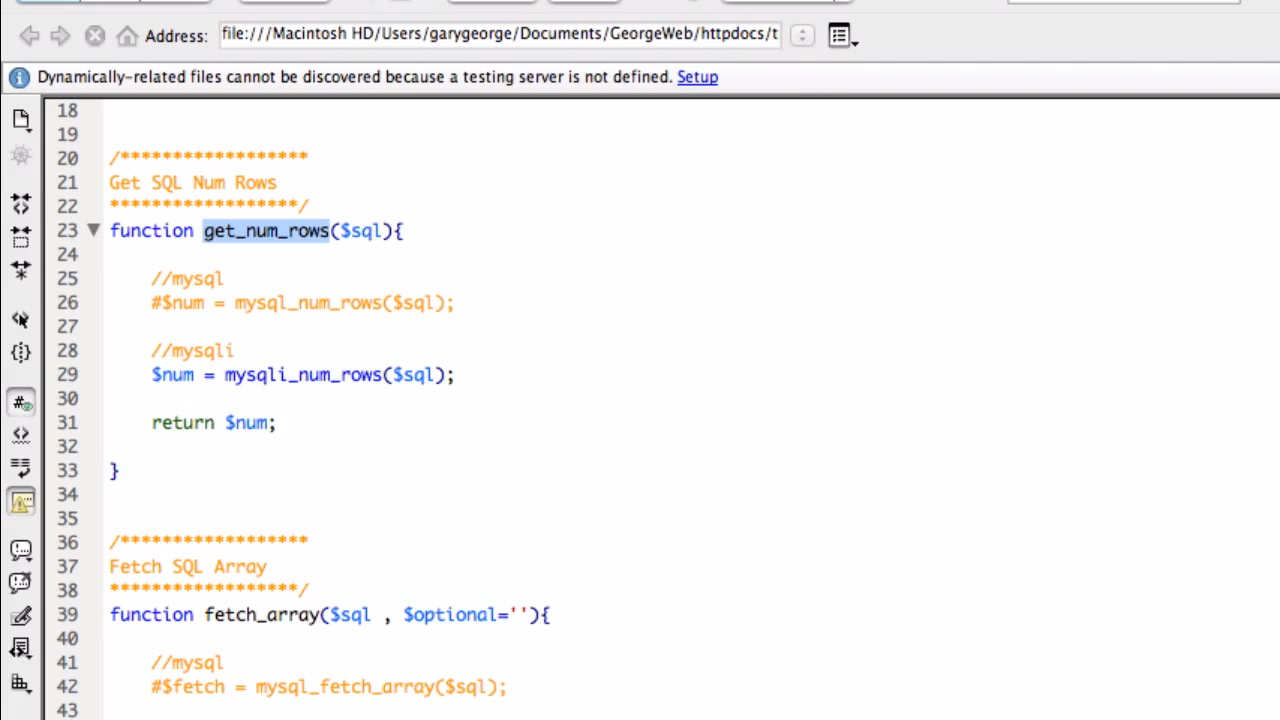 Address: file:///Macintosh HD/Users/garygeorge/Documents/GeorgeWeb/httpdocs/t
Dynamically-related files cannot be discovered because a testing server is not defined. Setup
18
19
20 /******************
21 Get SQL Num Rows
22 ******************/
23 function get_num_rows($sql){
24
25 //mysql
26 #$num = mysql_num_rows($sql);
27
28 //mysqli
29 $num = mysqli_num_rows($sql);
30
31 return $num;
32
33 }
34
35
36 /******************
37 Fetch SQL Array
38 ******************/
39 function fetch_array($sql , $optional=''){
40
41 //mysql
42 #$fetch = mysql_fetch_array($sql);
43